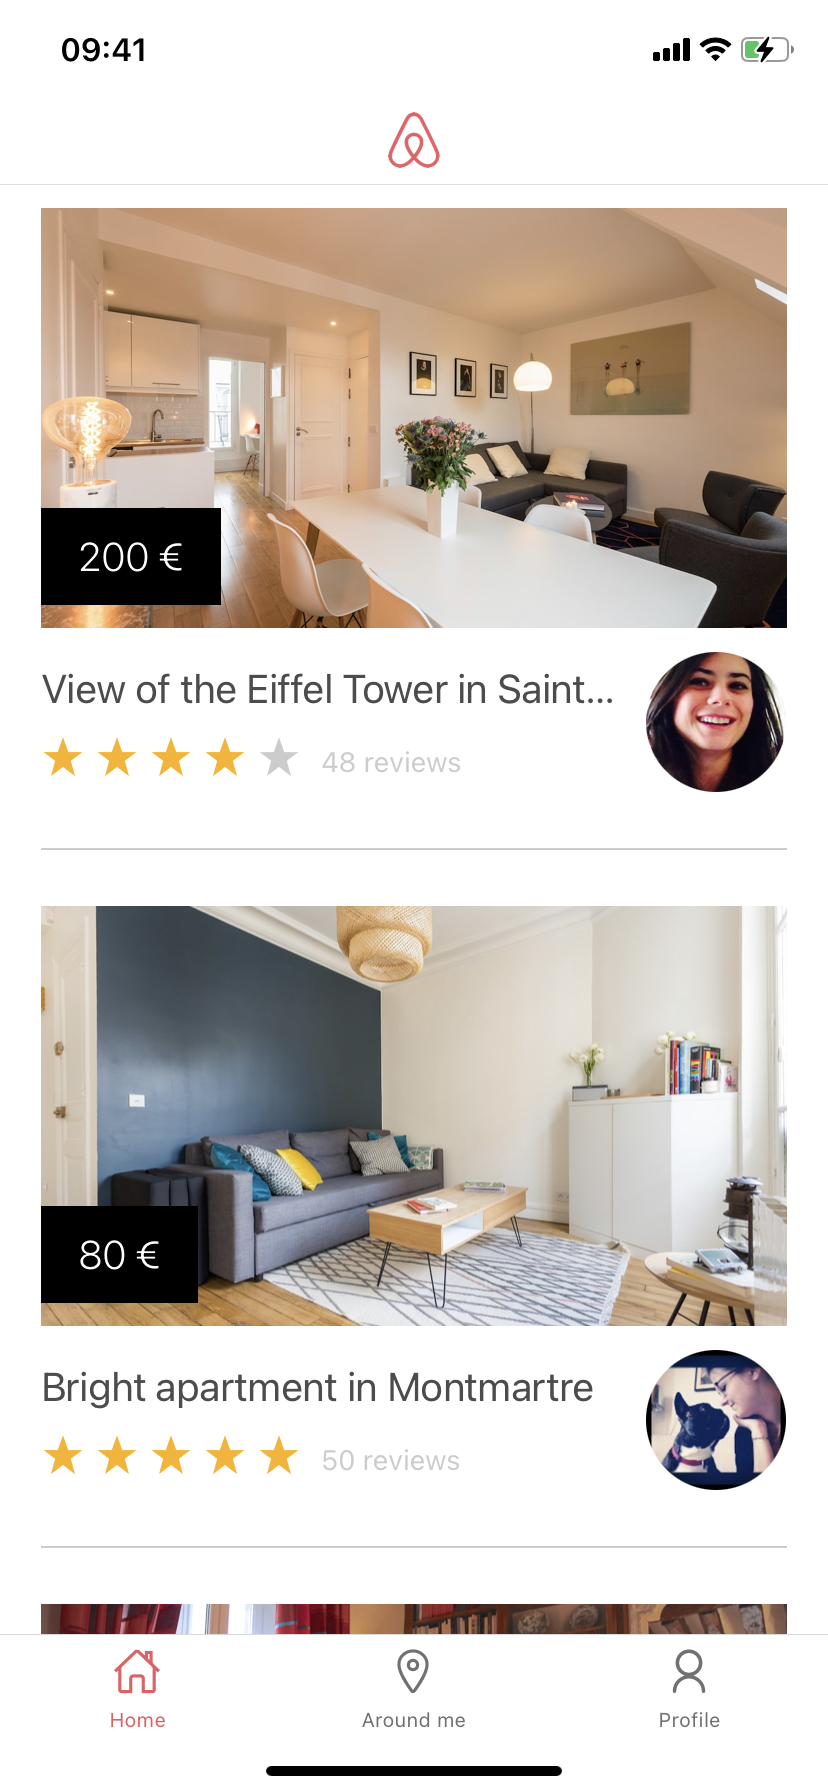 09:41
200 €
View of the Eiffel Tower in Saint...
48 reviews
80 €
Bright apartment in Montmartre
50 reviews
Home
Around me
Profile